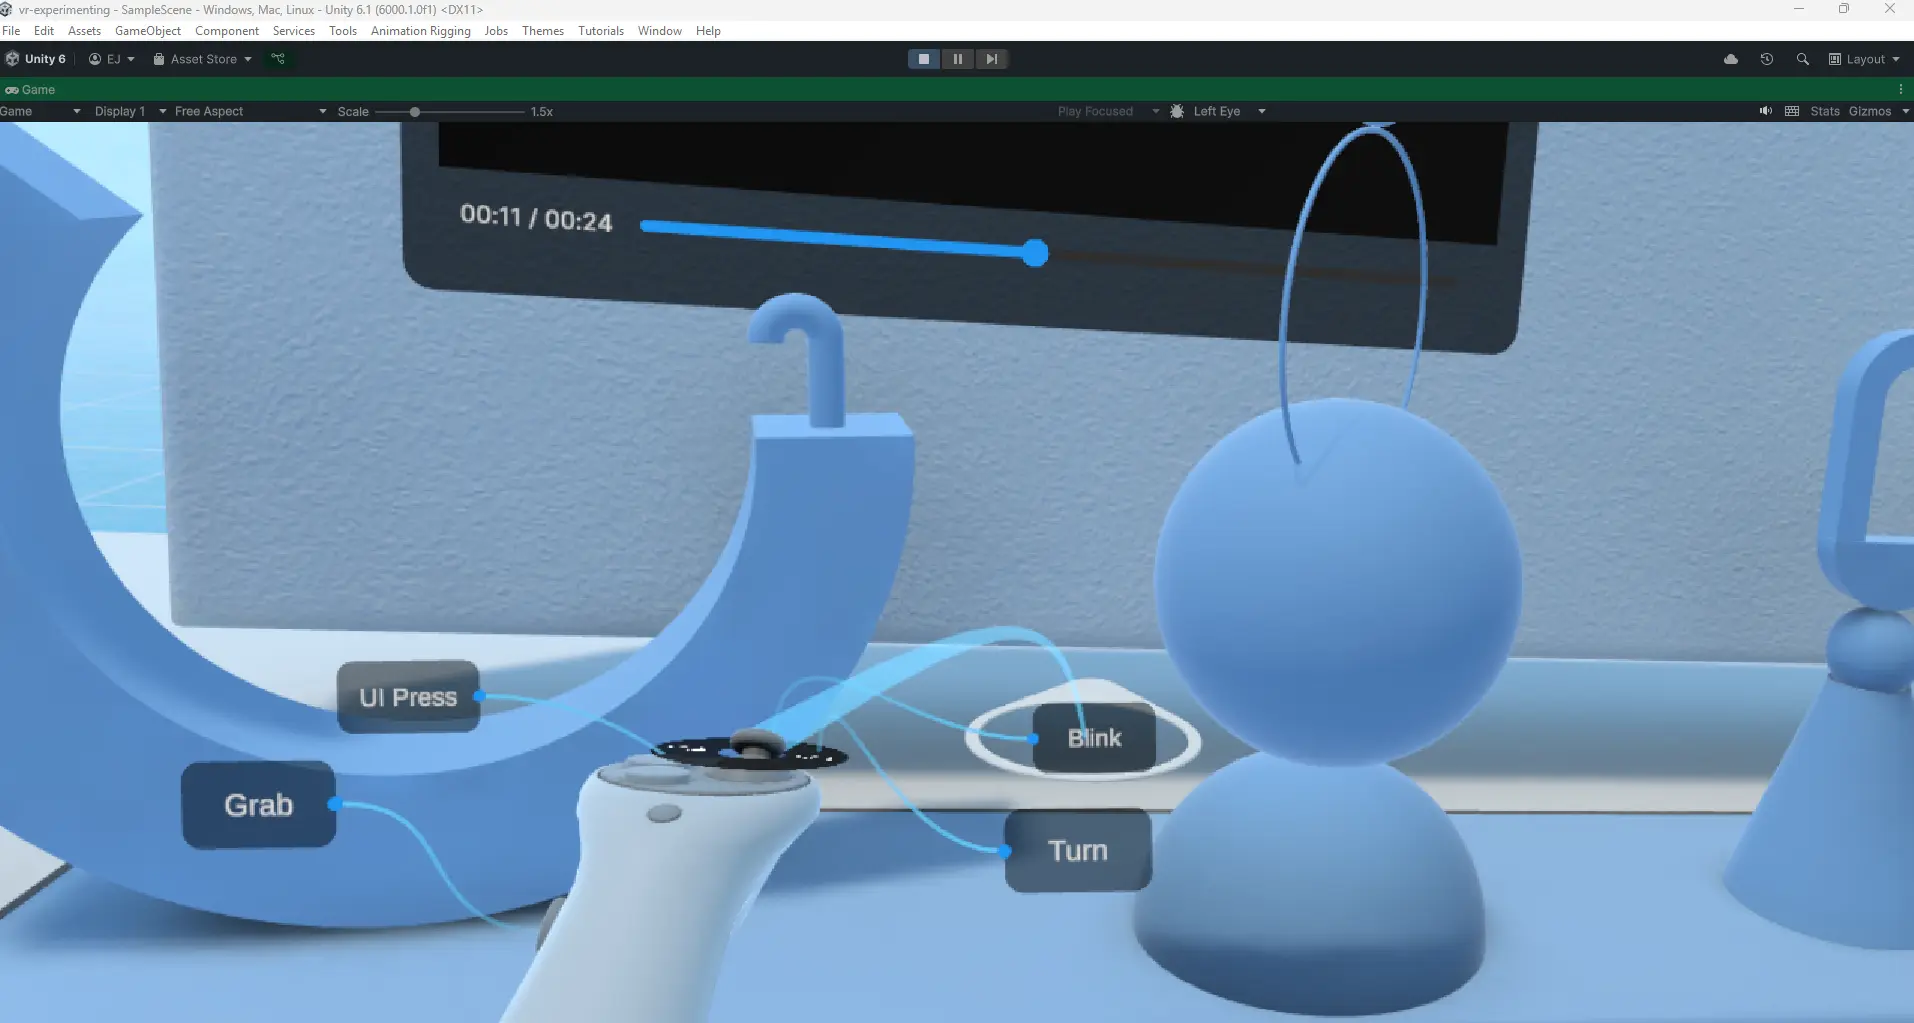 vr-experimenting - SampleScene - Windows, Mac, Linux - Unity 6.1 (6000.1.0f1) <DX11>
File Edit Assets GameObject Component Services Tools Animation Rigging Jobs Themes Tutorials Window Help
Unity 6 EJ Asset Store Layout
Game
Game Display 1 Free Aspect Scale 1.5x Play Focused Left Eye Stats Gizmos
00:11 / 00:24
UI Press
Blink
Grab
Turn